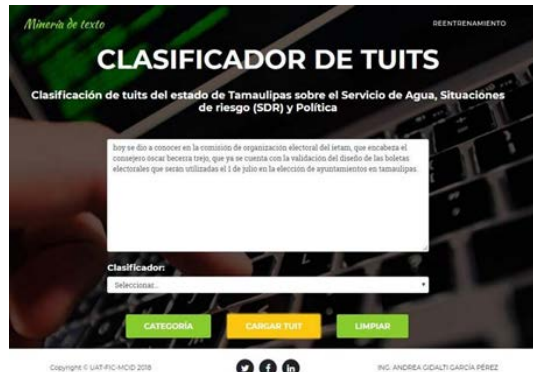 Minería de texto
REENTRENAMIENTO
CLASIFICADOR DE TUITS
Clasificación de tuits del estado de Tamaulipas sobre el Servicio de Agua, Situaciones
de riesgo (SDR) y Política
hoy se dio a conocer en la comisión de organización electoral del ietam, que encabeza el
consejero óscar becerra trejo, que ya se cuenta con la validación del diseño de las boletas
electorales que serán utilizadas el 1 de julio en la elección de ayuntamientos en tamaulipas.
Clasificador:
Seleccionar...
CATEGORÍA
CARGAR TUIT
LIMPIAR
Copyright © UAT-FIC-MCID 2018
ING. ANDREA GIDALTI GARCÍA PÉREZ